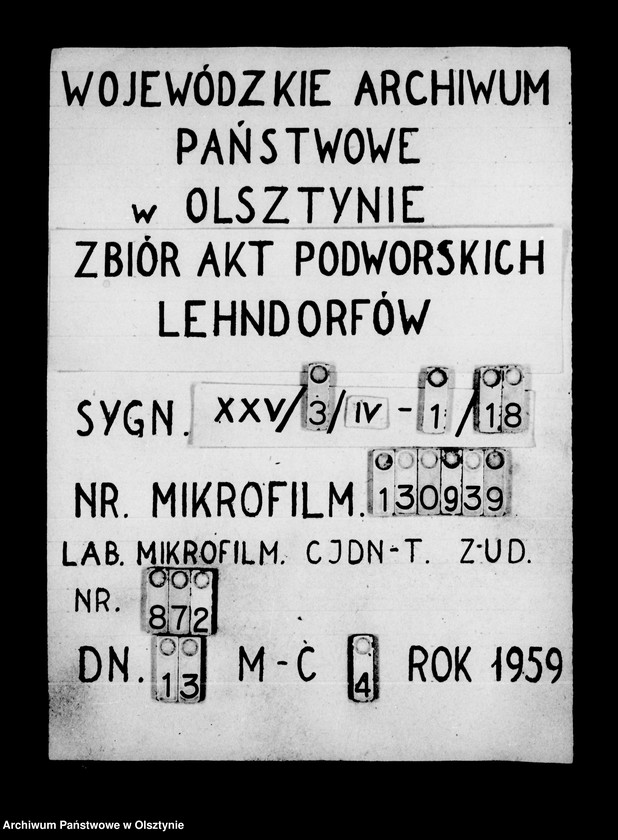 WOJEWÓDZKIE ARCHIWUM
PAŃSTWOWE
w OLSZTYNIE
ZBIÓR AKT PODWORSKICH
LEHNDORFÓW
SYGN. XXV/3/IV-1/18
NR. MIKROFILM. 130939
LAB. MIKROFILM. CJDN-T. Z-UD.
NR. 872
DN. 13 M-C 4 ROK 1959
Archiwum Państwowe w Olsztynie